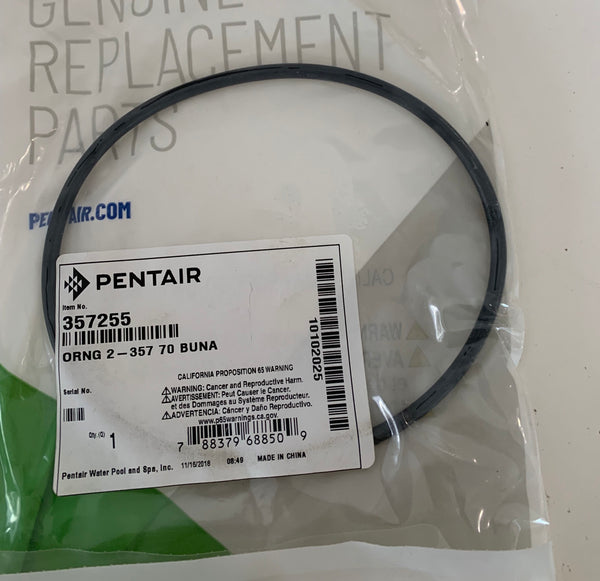 GENUINE
REPLACEMENT
PARTS
PENTAIR.COM
PENTAIR
Item No.
357255
ORNG 2-357 70 BUNA
10102025
CALIFORNIA PROPOSITION 65 WARNING
Serial No.
⚠WARNING: Cancer and Reproductive Harm.
⚠AVERTISSEMENT: Peut Causer le Cancer.
et des Dommages au Système Reproducteur.
⚠ADVERTENCIA: Cáncer y Daño Reproductivo.
www.p65warnings.ca.gov.
Qty.(Q) 1
7 88379 68850 9
Pentair Water Pool and Spa, Inc. 11/15/2018 08:49 MADE IN CHINA